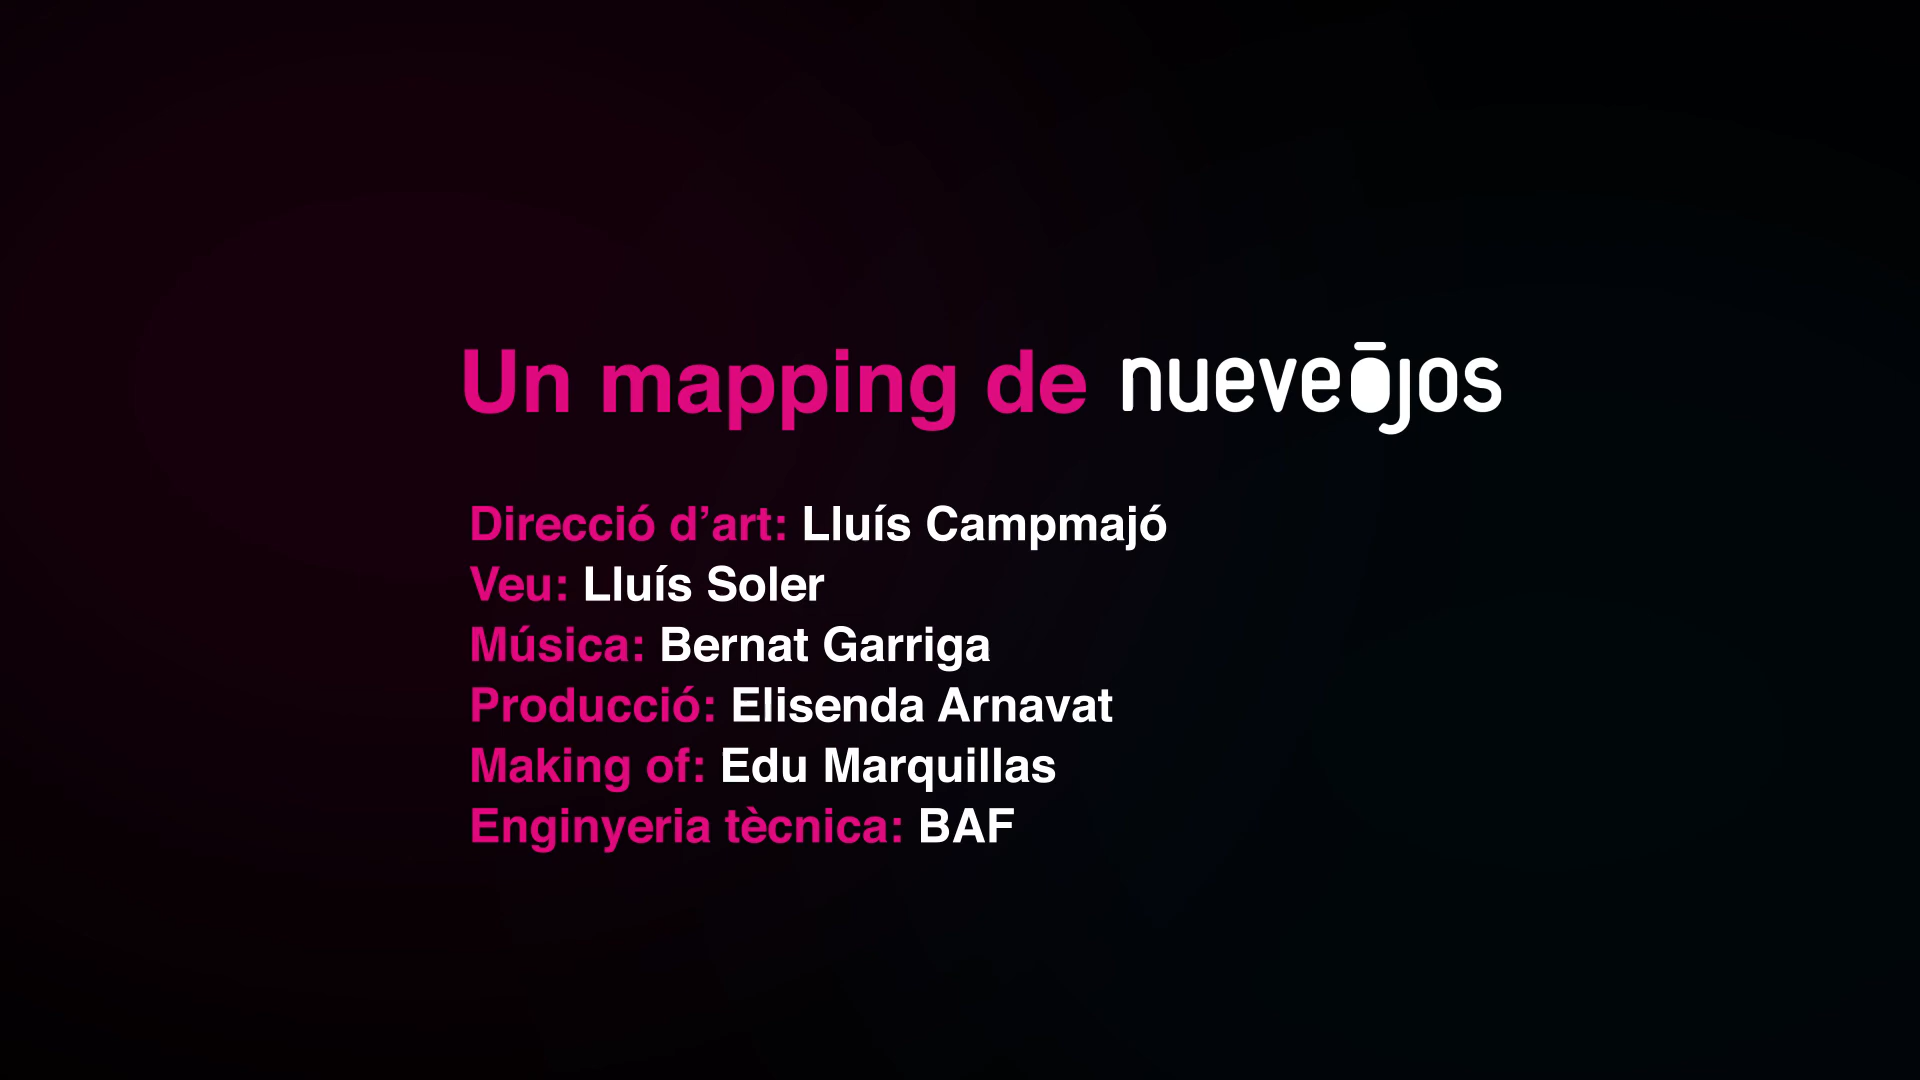 Un mapping de nueveojos
Direcció d’art: Lluís Campmajó
Veu: Lluís Soler
Música: Bernat Garriga
Producció: Elisenda Arnavat
Making of: Edu Marquillas
Enginyeria tècnica: BAF